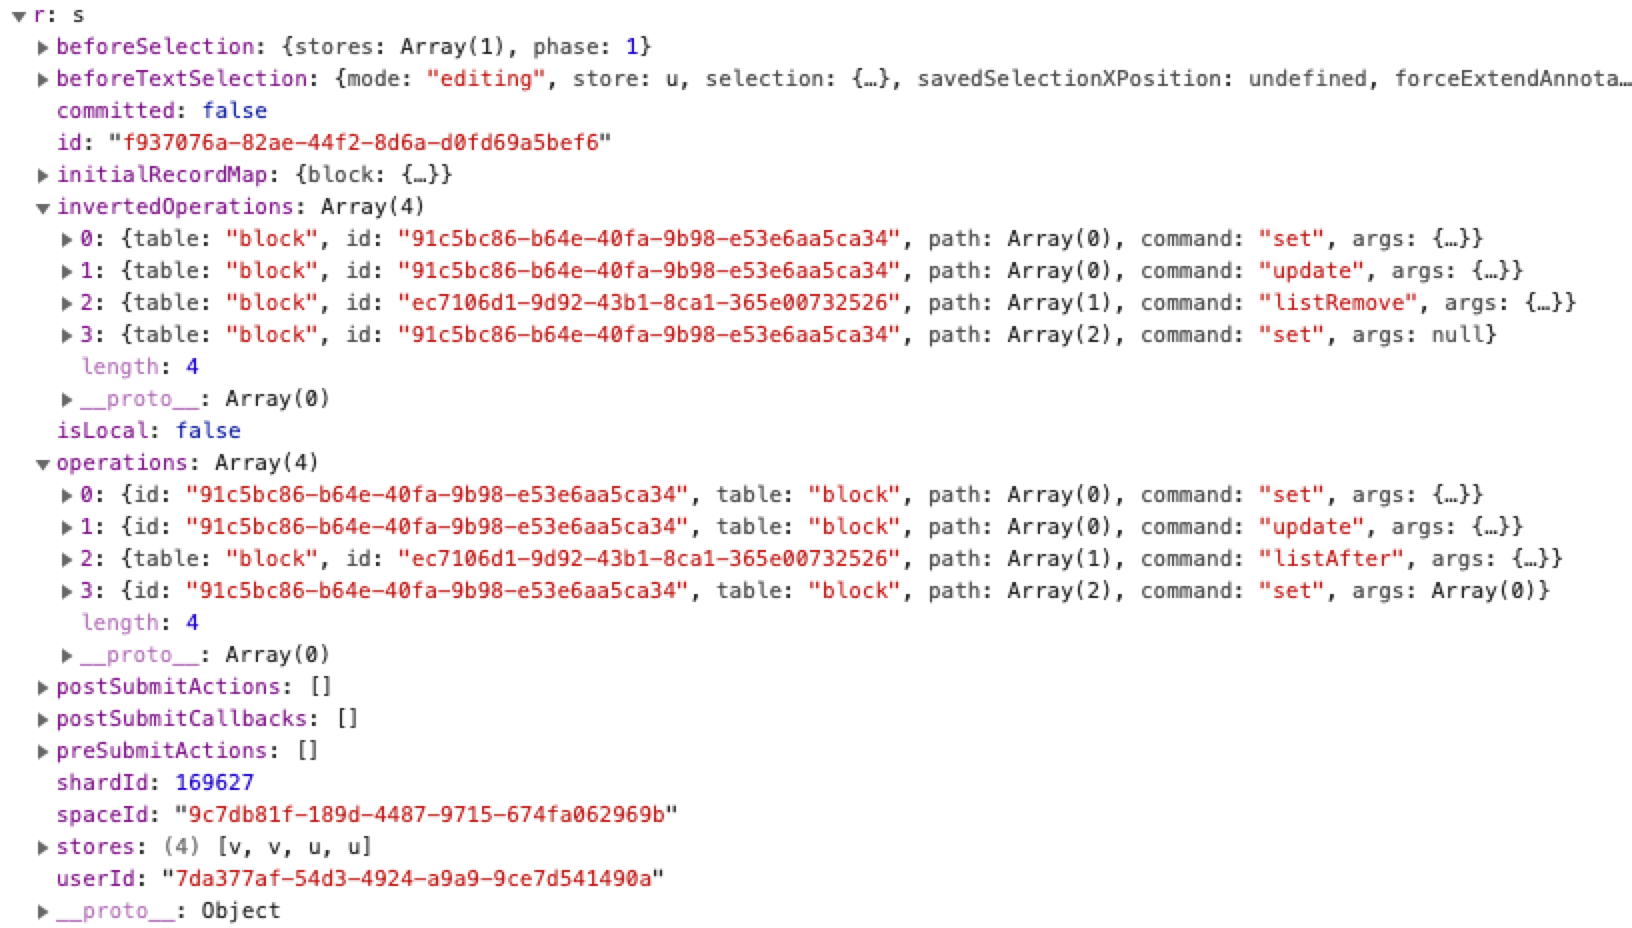 ▼ r: s
▶ beforeSelection: {stores: Array(1), phase: 1}
▶ beforeTextSelection: {mode: "editing", store: u, selection: {…}, savedSelectionXPosition: undefined, forceExtendAnnota…
committed: false
id: "f937076a-82ae-44f2-8d6a-d0fd69a5bef6"
▶ initialRecordMap: {block: {…}}
▼ invertedOperations: Array(4)
▶ 0: {table: "block", id: "91c5bc86-b64e-40fa-9b98-e53e6aa5ca34", path: Array(0), command: "set", args: {…}}
▶ 1: {table: "block", id: "91c5bc86-b64e-40fa-9b98-e53e6aa5ca34", path: Array(0), command: "update", args: {…}}
▶ 2: {table: "block", id: "ec7106d1-9d92-43b1-8ca1-365e00732526", path: Array(1), command: "listRemove", args: {…}}
▶ 3: {table: "block", id: "91c5bc86-b64e-40fa-9b98-e53e6aa5ca34", path: Array(2), command: "set", args: null}
length: 4
▶ __proto__: Array(0)
isLocal: false
▼ operations: Array(4)
▶ 0: {id: "91c5bc86-b64e-40fa-9b98-e53e6aa5ca34", table: "block", path: Array(0), command: "set", args: {…}}
▶ 1: {id: "91c5bc86-b64e-40fa-9b98-e53e6aa5ca34", table: "block", path: Array(0), command: "update", args: {…}}
▶ 2: {table: "block", id: "ec7106d1-9d92-43b1-8ca1-365e00732526", path: Array(1), command: "listAfter", args: {…}}
▶ 3: {id: "91c5bc86-b64e-40fa-9b98-e53e6aa5ca34", table: "block", path: Array(2), command: "set", args: Array(0)}
length: 4
▶ __proto__: Array(0)
▶ postSubmitActions: []
▶ postSubmitCallbacks: []
▶ preSubmitActions: []
shardId: 169627
spaceId: "9c7db81f-189d-4487-9715-674fa062969b"
▶ stores: (4) [v, v, u, u]
userId: "7da377af-54d3-4924-a9a9-9ce7d541490a"
▶ __proto__: Object